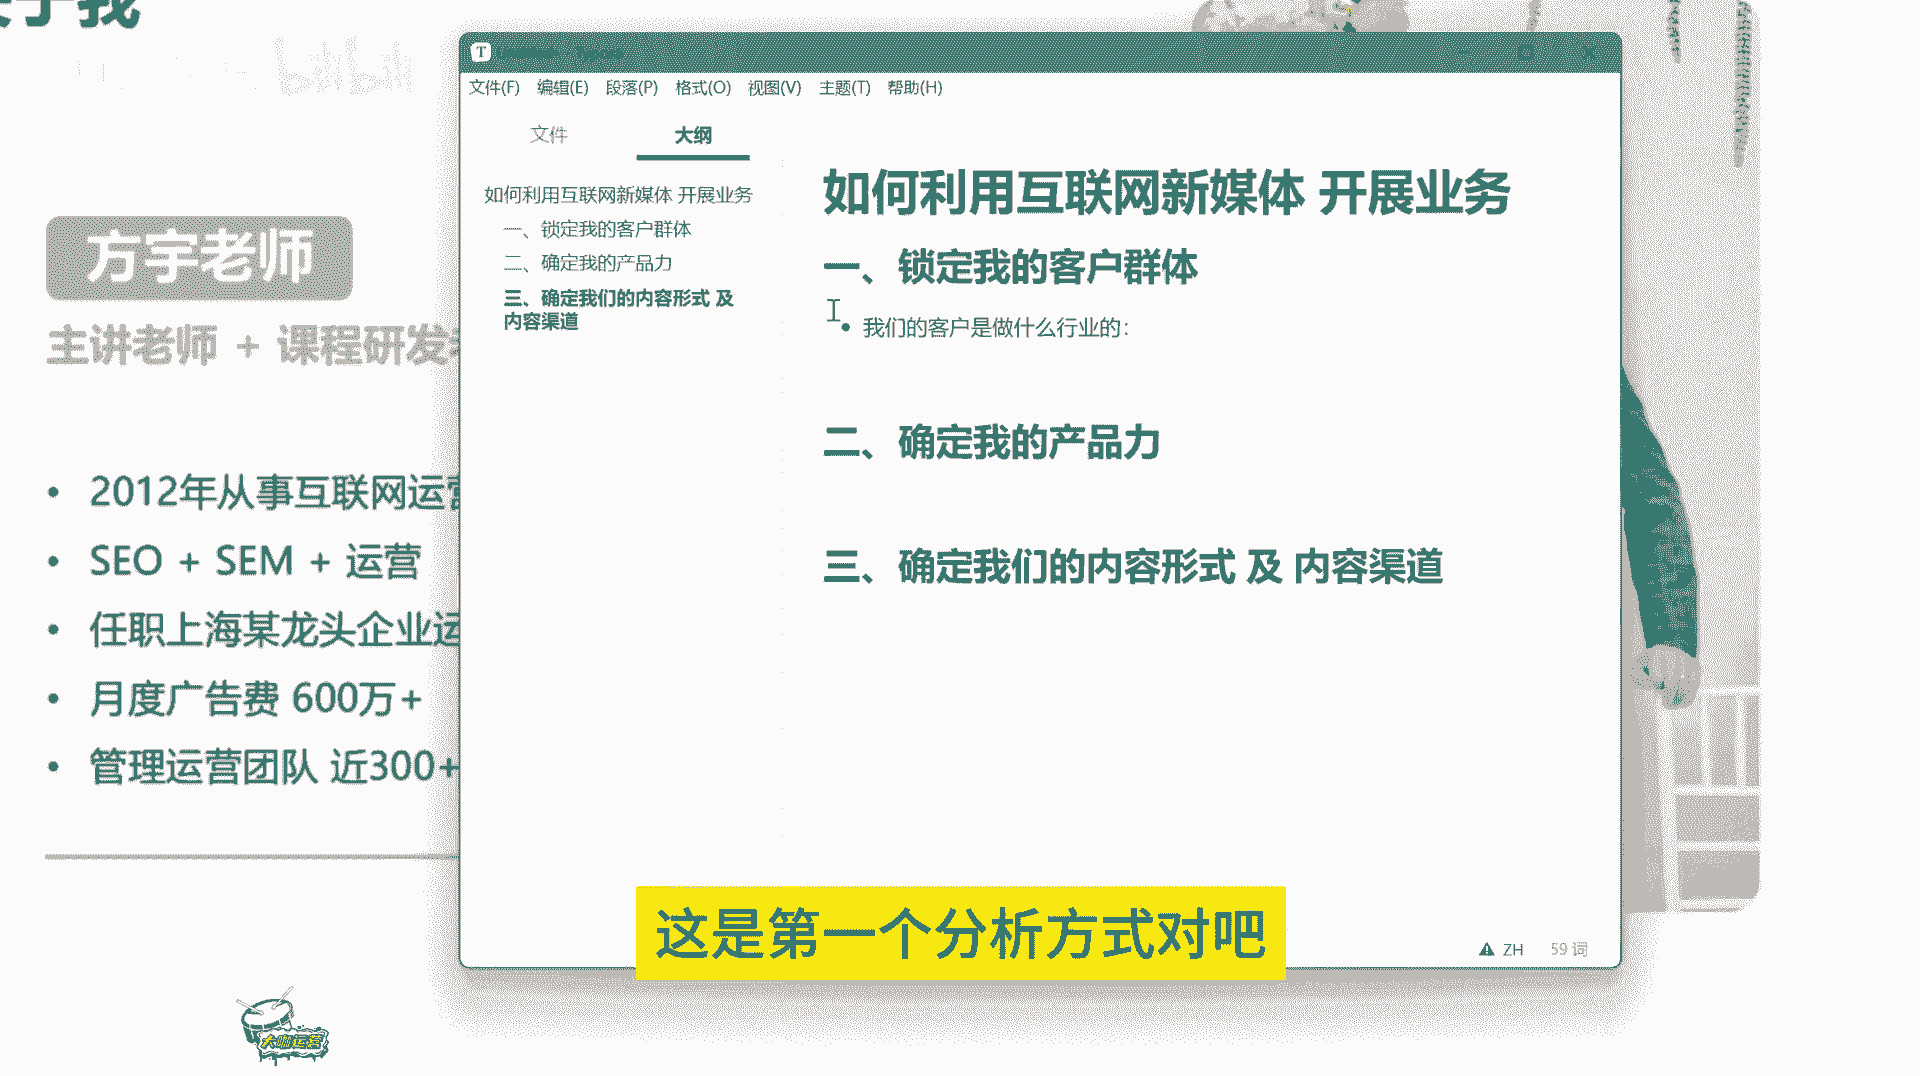 于我
bilibili
方宇老师
主讲老师 + 课程研发
2012年从事互联网运营
SEO + SEM + 运营
任职上海某龙头企业运
月度广告费 600万+
管理运营团队 近300+
大咖运营
T
文件(F) 编辑(E) 段落(P) 格式(O) 视图(V) 主题(T) 帮助(H)
文件 大纲
如何利用互联网新媒体 开展业务
一、锁定我的客户群体
二、确定我的产品力
三、确定我们的内容形式 及
内容渠道
如何利用互联网新媒体 开展业务
一、锁定我的客户群体
我们的客户是做什么行业的：
二、确定我的产品力
三、确定我们的内容形式 及 内容渠道
ZH 59 词
这是第一个分析方式对吧